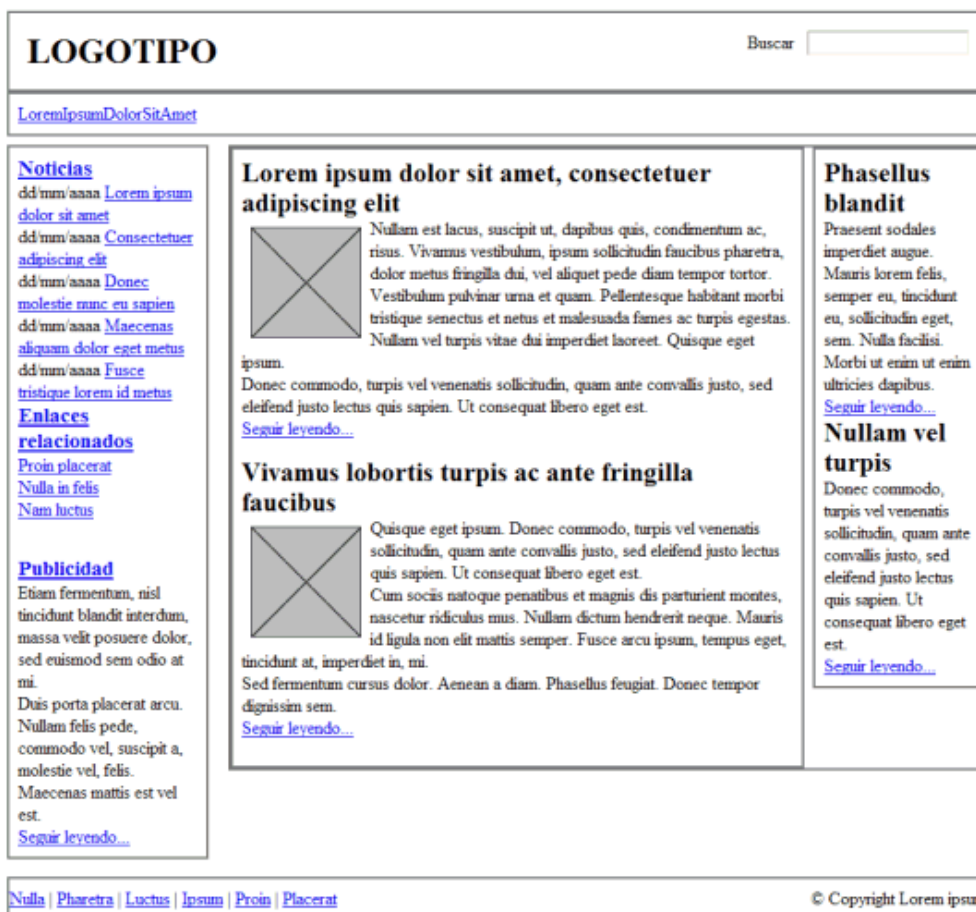 LOGOTIPO
Buscar
LoremIpsumDolorSitAmet
Noticias
dd/mm/aaaa Lorem ipsum
dolor sit amet
dd/mm/aaaa Consectetuer
adipiscing elit
dd/mm/aaaa Donec
molestie nunc eu sapien
dd/mm/aaaa Maecenas
aliquam dolor eget metus
dd/mm/aaaa Fusce
tristique lorem id metus
Enlaces
relacionados
Proin placerat
Nulla in felis
Nam luctus
Publicidad
Etiam fermentum, nisl
tincidunt blandit interdum,
massa velit posuere dolor,
sed euismod sem odio at
mi.
Duis porta placerat arcu.
Nullam felis pede,
commodo vel, suscipit a,
molestie vel, felis.
Maecenas mattis est vel
est.
Seguir leyendo...
Lorem ipsum dolor sit amet, consectetuer
adipiscing elit
Nullam est lacus, suscipit ut, dapibus quis, condimentum ac,
risus. Vivamus vestibulum, ipsum sollicitudin faucibus pharetra,
dolor metus fringilla dui, vel aliquet pede diam tempor tortor.
Vestibulum pulvinar urna et quam. Pellentesque habitant morbi
tristique senectus et netus et malesuada fames ac turpis egestas.
Nullam vel turpis vitae dui imperdiet laoreet. Quisque eget
ipsum.
Donec commodo, turpis vel venenatis sollicitudin, quam ante convallis justo, sed
eleifend justo lectus quis sapien. Ut consequat libero eget est.
Seguir leyendo...
Vivamus lobortis turpis ac ante fringilla
faucibus
Quisque eget ipsum. Donec commodo, turpis vel venenatis
sollicitudin, quam ante convallis justo, sed eleifend justo lectus
quis sapien. Ut consequat libero eget est.
Cum sociis natoque penatibus et magnis dis parturient montes,
nascetur ridiculus mus. Nullam dictum hendrerit neque. Mauris
id ligula non elit mattis semper. Fusce arcu ipsum, tempus eget,
tincidunt at, imperdiet in, mi.
Sed fermentum cursus dolor. Aenean a diam. Phasellus feugiat. Donec tempor
dignissim sem.
Seguir leyendo...
Phasellus
blandit
Praesent sodales
imperdiet augue.
Mauris lorem felis,
semper eu, tincidunt
eu, sollicitudin eget,
sem. Nulla facilisi.
Morbi ut enim ut enim
ultricies dapibus.
Seguir leyendo...
Nullam vel
turpis
Donec commodo,
turpis vel venenatis
sollicitudin, quam ante
convallis justo, sed
eleifend justo lectus
quis sapien. Ut
consequat libero eget
est.
Seguir leyendo...
Nulla | Pharetra | Luctus | Ipsum | Proin | Placerat
© Copyright Lorem ipsu